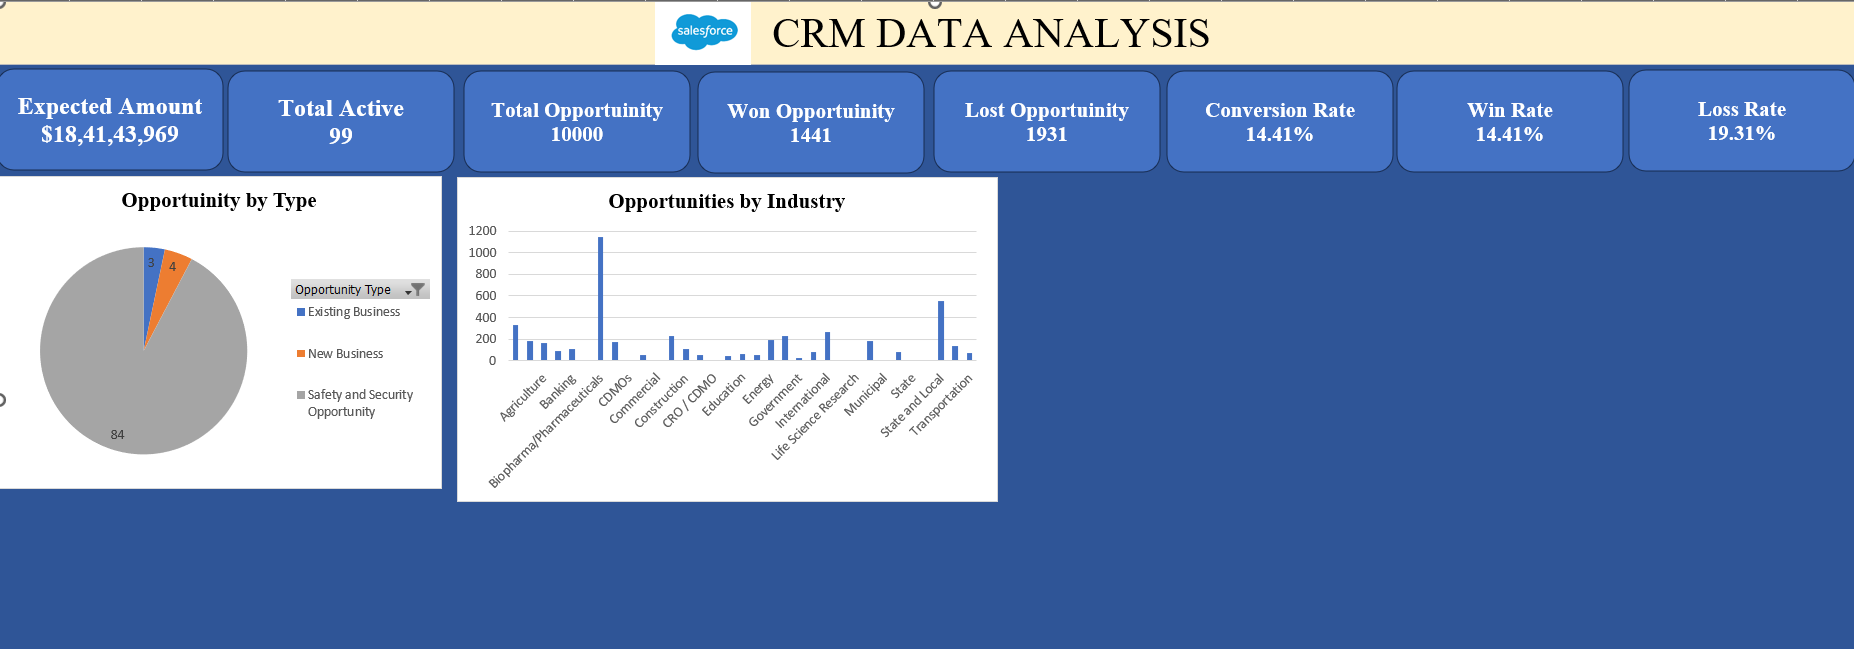 salesforce
CRM DATA ANALYSIS
Expected Amount
$18,41,43,969
Total Active
99
Total Opportuinity
10000
Won Opportuinity
1441
Lost Opportiunity
1931
Conversion Rate
14.41%
Win Rate
14.41%
Loss Rate
19.31%
Opportuinity by Type
3
4
84
Opportunity Type
Existing Business
New Business
Safety and Security
Opportunity
Opportunities by Industry
1200
1000
800
600
400
200
0
Agriculture
Banking
Biopharma/Pharmaceuticals
CDMOs
Commercial
Construction
CRO / CDMO
Education
Energy
Government
International
Life Science Research
Municipal
State
State and Local
Transportation